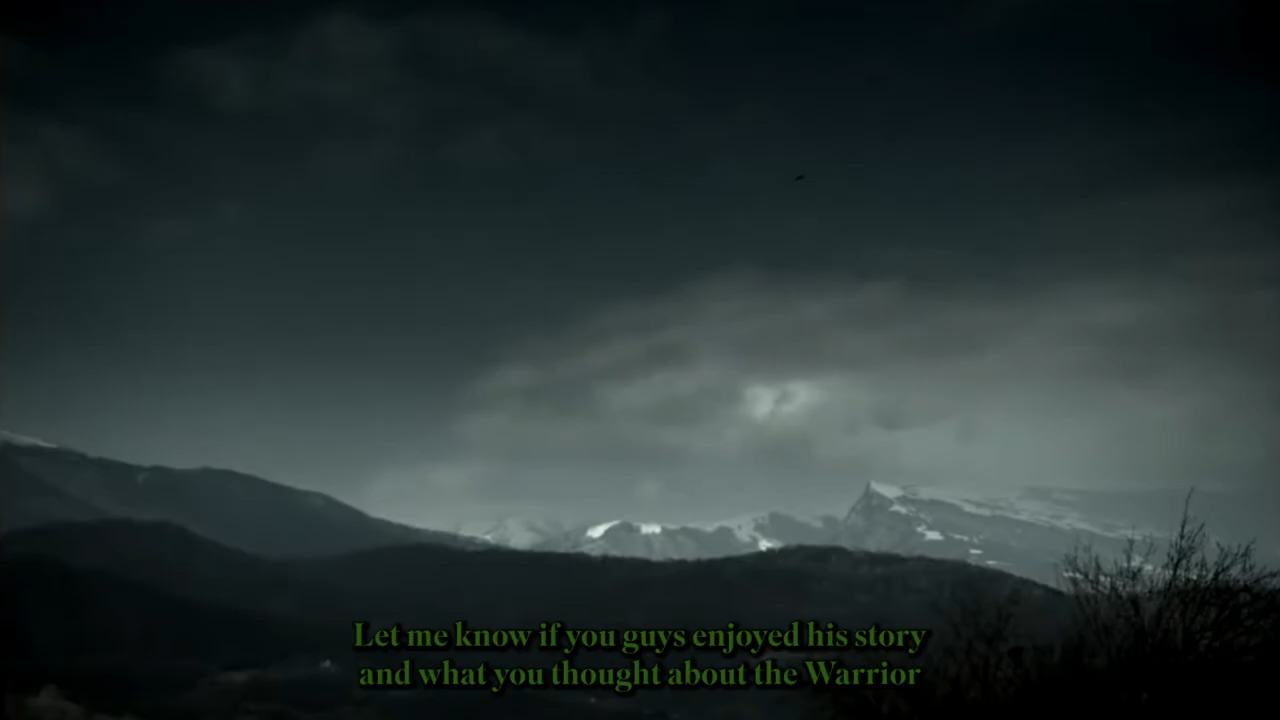 Let me know if you guys enjoyed his story
and what you thought about the Warrior